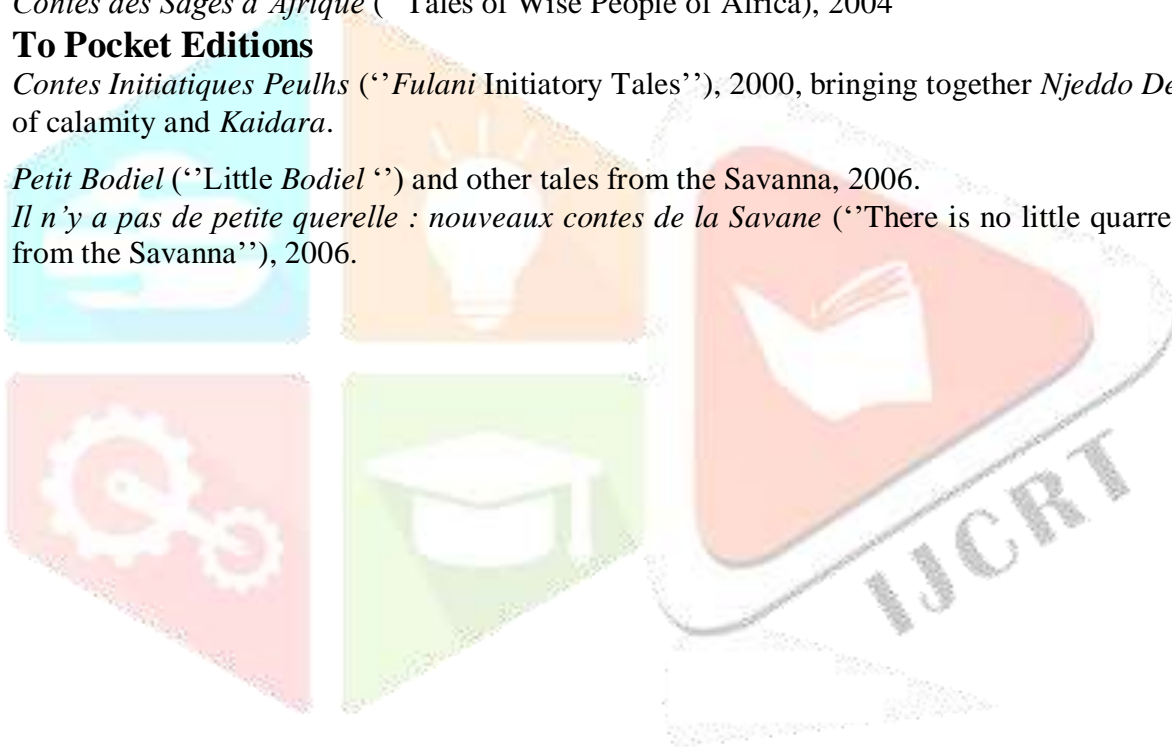 Contes des Sages d'Afrique (''Tales of Wise People of Africa), 2004
To Pocket Editions
Contes Initiatiques Peulhs (‘’Fulani Initiatory Tales’’), 2000, bringing together Njeddo De
of calamity and Kaidara.
Petit Bodiel (‘’Little Bodiel ‘’) and other tales from the Savanna, 2006.
Il n’y a pas de petite querelle : nouveaux contes de la Savane (‘’There is no little quarre
from the Savanna’’), 2006.
IJCRT